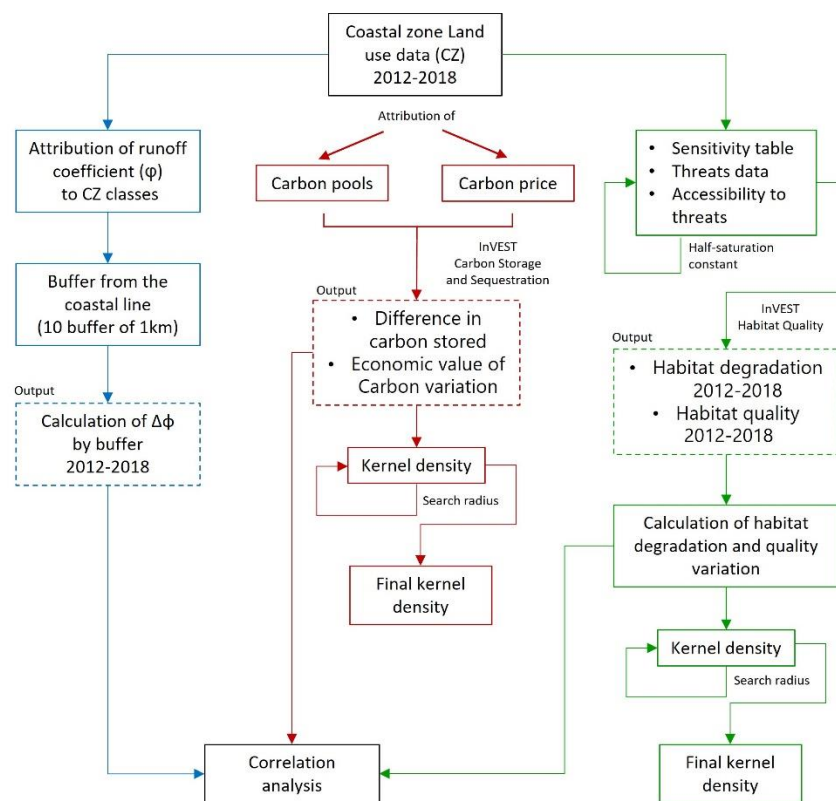 Coastal zone Land
use data (CZ)
2012-2018
Attribution of runoff
coefficient (φ)
to CZ classes
Buffer from the
coastal line
(10 buffer of 1km)
Output
Calculation of Δϕ
by buffer
2012-2018
Attribution of
Carbon pools
Carbon price
InVEST
Carbon Storage
and Sequestration
Output
• Difference in
carbon stored
• Economic value of
Carbon variation
Kernel density
Search radius
Final kernel
density
• Sensitivity table
• Threats data
• Accessibility to
threats
Half-saturation
constant
InVEST
Habitat Quality
Output
• Habitat degradation
2012-2018
• Habitat quality
2012-2018
Calculation of habitat
degradation and quality
variation
Kernel density
Search radius
Final kernel
density
Correlation
analysis